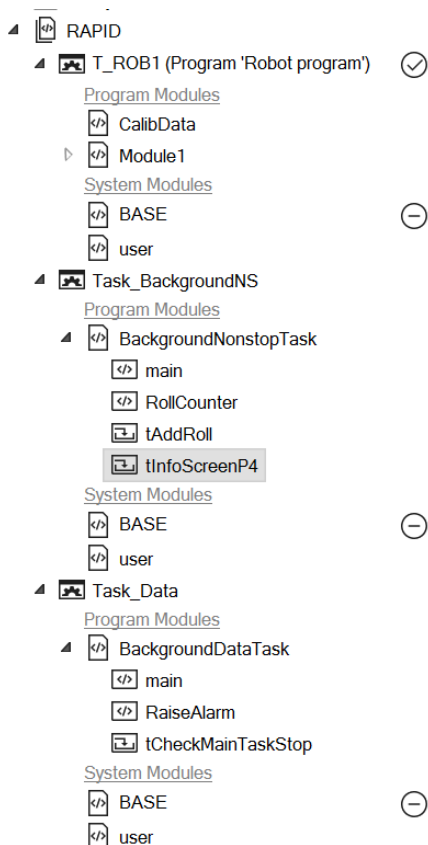 RAPID
T_ROB1 (Program 'Robot program')
Program Modules
CalibData
Module1
System Modules
BASE
user
Task_BackgroundNS
Program Modules
BackgroundNonstopTask
main
RollCounter
tAddRoll
tInfoScreenP4
System Modules
BASE
user
Task_Data
Program Modules
BackgroundDataTask
main
RaiseAlarm
tCheckMainTaskStop
System Modules
BASE
user